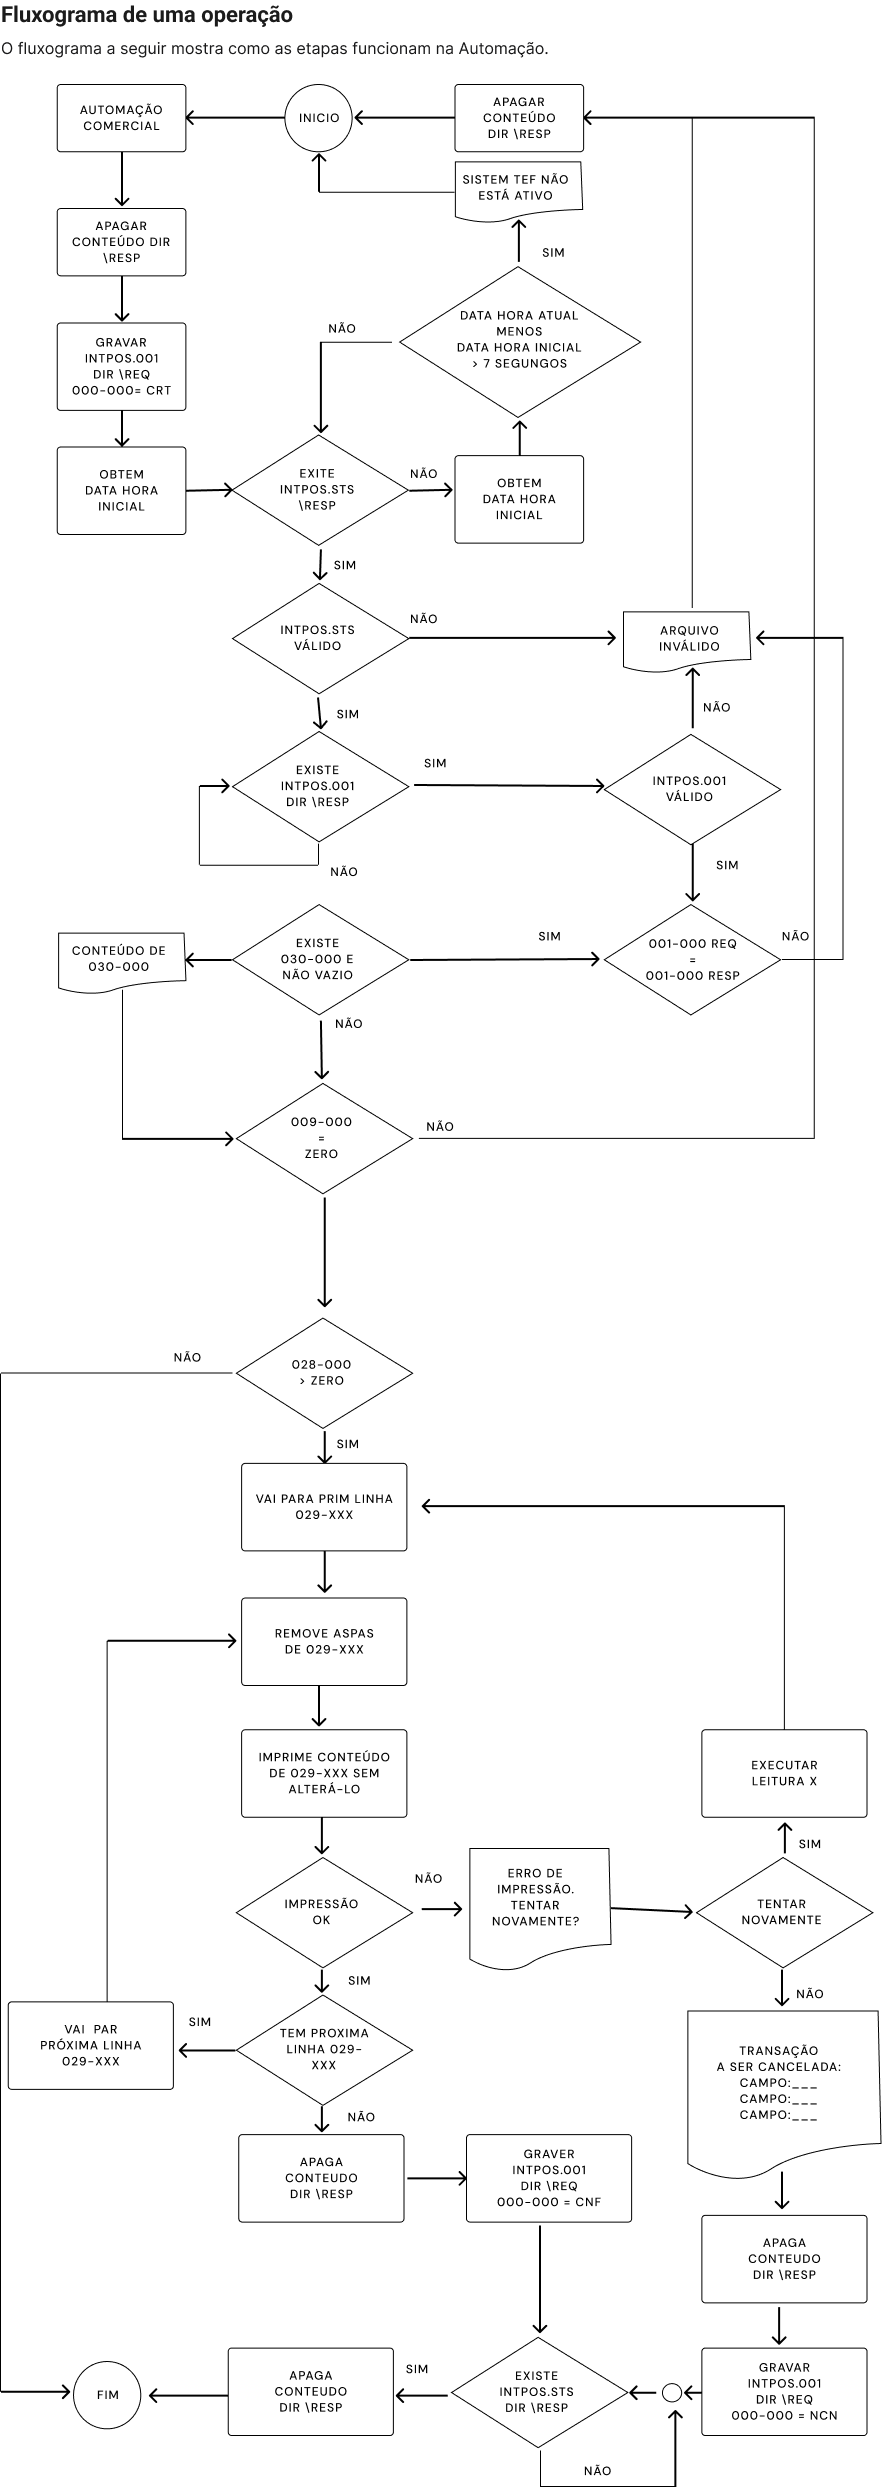 Fluxograma de uma operação
O fluxograma a seguir mostra como as etapas funcionam na Automação.
AUTOMAÇÃO
COMERCIAL
INICIO
APAGAR
CONTEÚDO
DIR \RESP
SISTEM TEF NÃO
ESTÁ ATIVO
APAGAR
CONTEÚDO DIR
\RESP
SIM
DATA HORA ATUAL
MENOS
DATA HORA INICIAL
> 7 SEGUNGOS
NÃO
GRAVAR
INTPOS.001
DIR \REQ
000-000= CRT
OBTEM
DATA HORA
INICIAL
EXITE
INTPOS.STS
\RESP
NÃO
OBTEM
DATA HORA
INICIAL
SIM
INTPOS.STS
VÁLIDO
NÃO
ARQUIVO
INVÁLIDO
SIM
NÃO
EXISTE
INTPOS.001
DIR \RESP
SIM
INTPOS.001
VÁLIDO
NÃO
SIM
CONTEÚDO DE
030-000
EXISTE
030-000 E
NÃO VAZIO
SIM
001-000 REQ
=
001-000 RESP
NÃO
NÃO
009-000
=
ZERO
NÃO
NÃO
028-000
> ZERO
SIM
VAI PARA PRIM LINHA
029-XXX
REMOVE ASPAS
DE 029-XXX
IMPRIME CONTEÚDO
DE 029-XXX SEM
ALTERÁ-LO
EXECUTAR
LEITURA X
SIM
IMPRESSÃO
OK
NÃO
ERRO DE
IMPRESSÃO.
TENTAR
NOVAMENTE?
TENTAR
NOVAMENTE
SIM
NÃO
VAI PAR
PRÓXIMA LINHA
029-XXX
SIM
TEM PROXIMA
LINHA 029-
XXX
TRANSAÇÃO
A SER CANCELADA:
CAMPO:___
CAMPO:___
CAMPO:___
NÃO
APAGA
CONTEUDO
DIR \RESP
GRAVER
INTPOS.001
DIR \REQ
000-000 = CNF
APAGA
CONTEUDO
DIR \RESP
FIM
APAGA
CONTEUDO
DIR \RESP
SIM
EXISTE
INTPOS.STS
DIR \RESP
GRAVAR
INTPOS.001
DIR \REQ
000-000 = NCN
NÃO